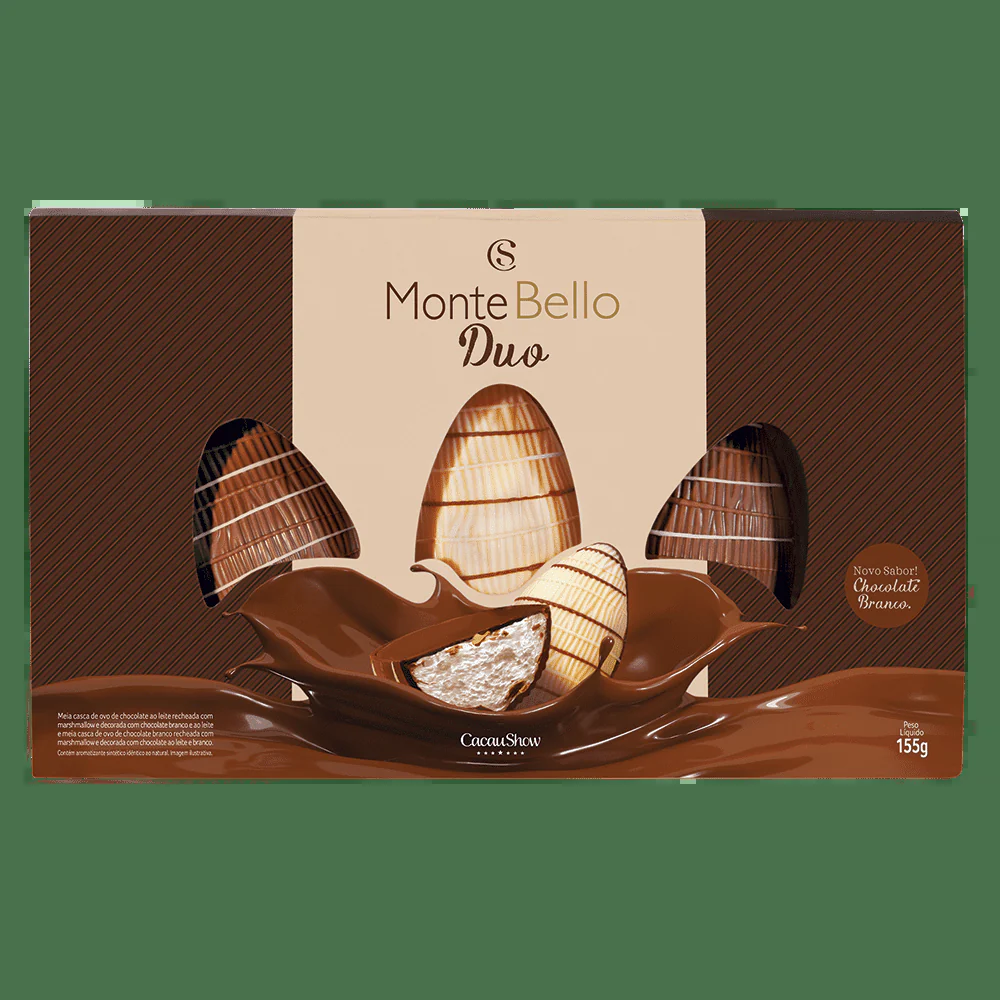 CS
Monte Bello
Duo
Novo Sabor!
Chocolate
Branco.
Meia casca de ovo de chocolate ao leite recheada com
marshmallow e decorada com chocolate branco e ao leite
e meia casca de ovo de chocolate branco recheada com
marshmallow e decorada com chocolate ao leite e branco.
Contém aromatizante sintético idêntico ao natural. Imagem ilustrativa.
CacauShow
Peso
Líquido
155g